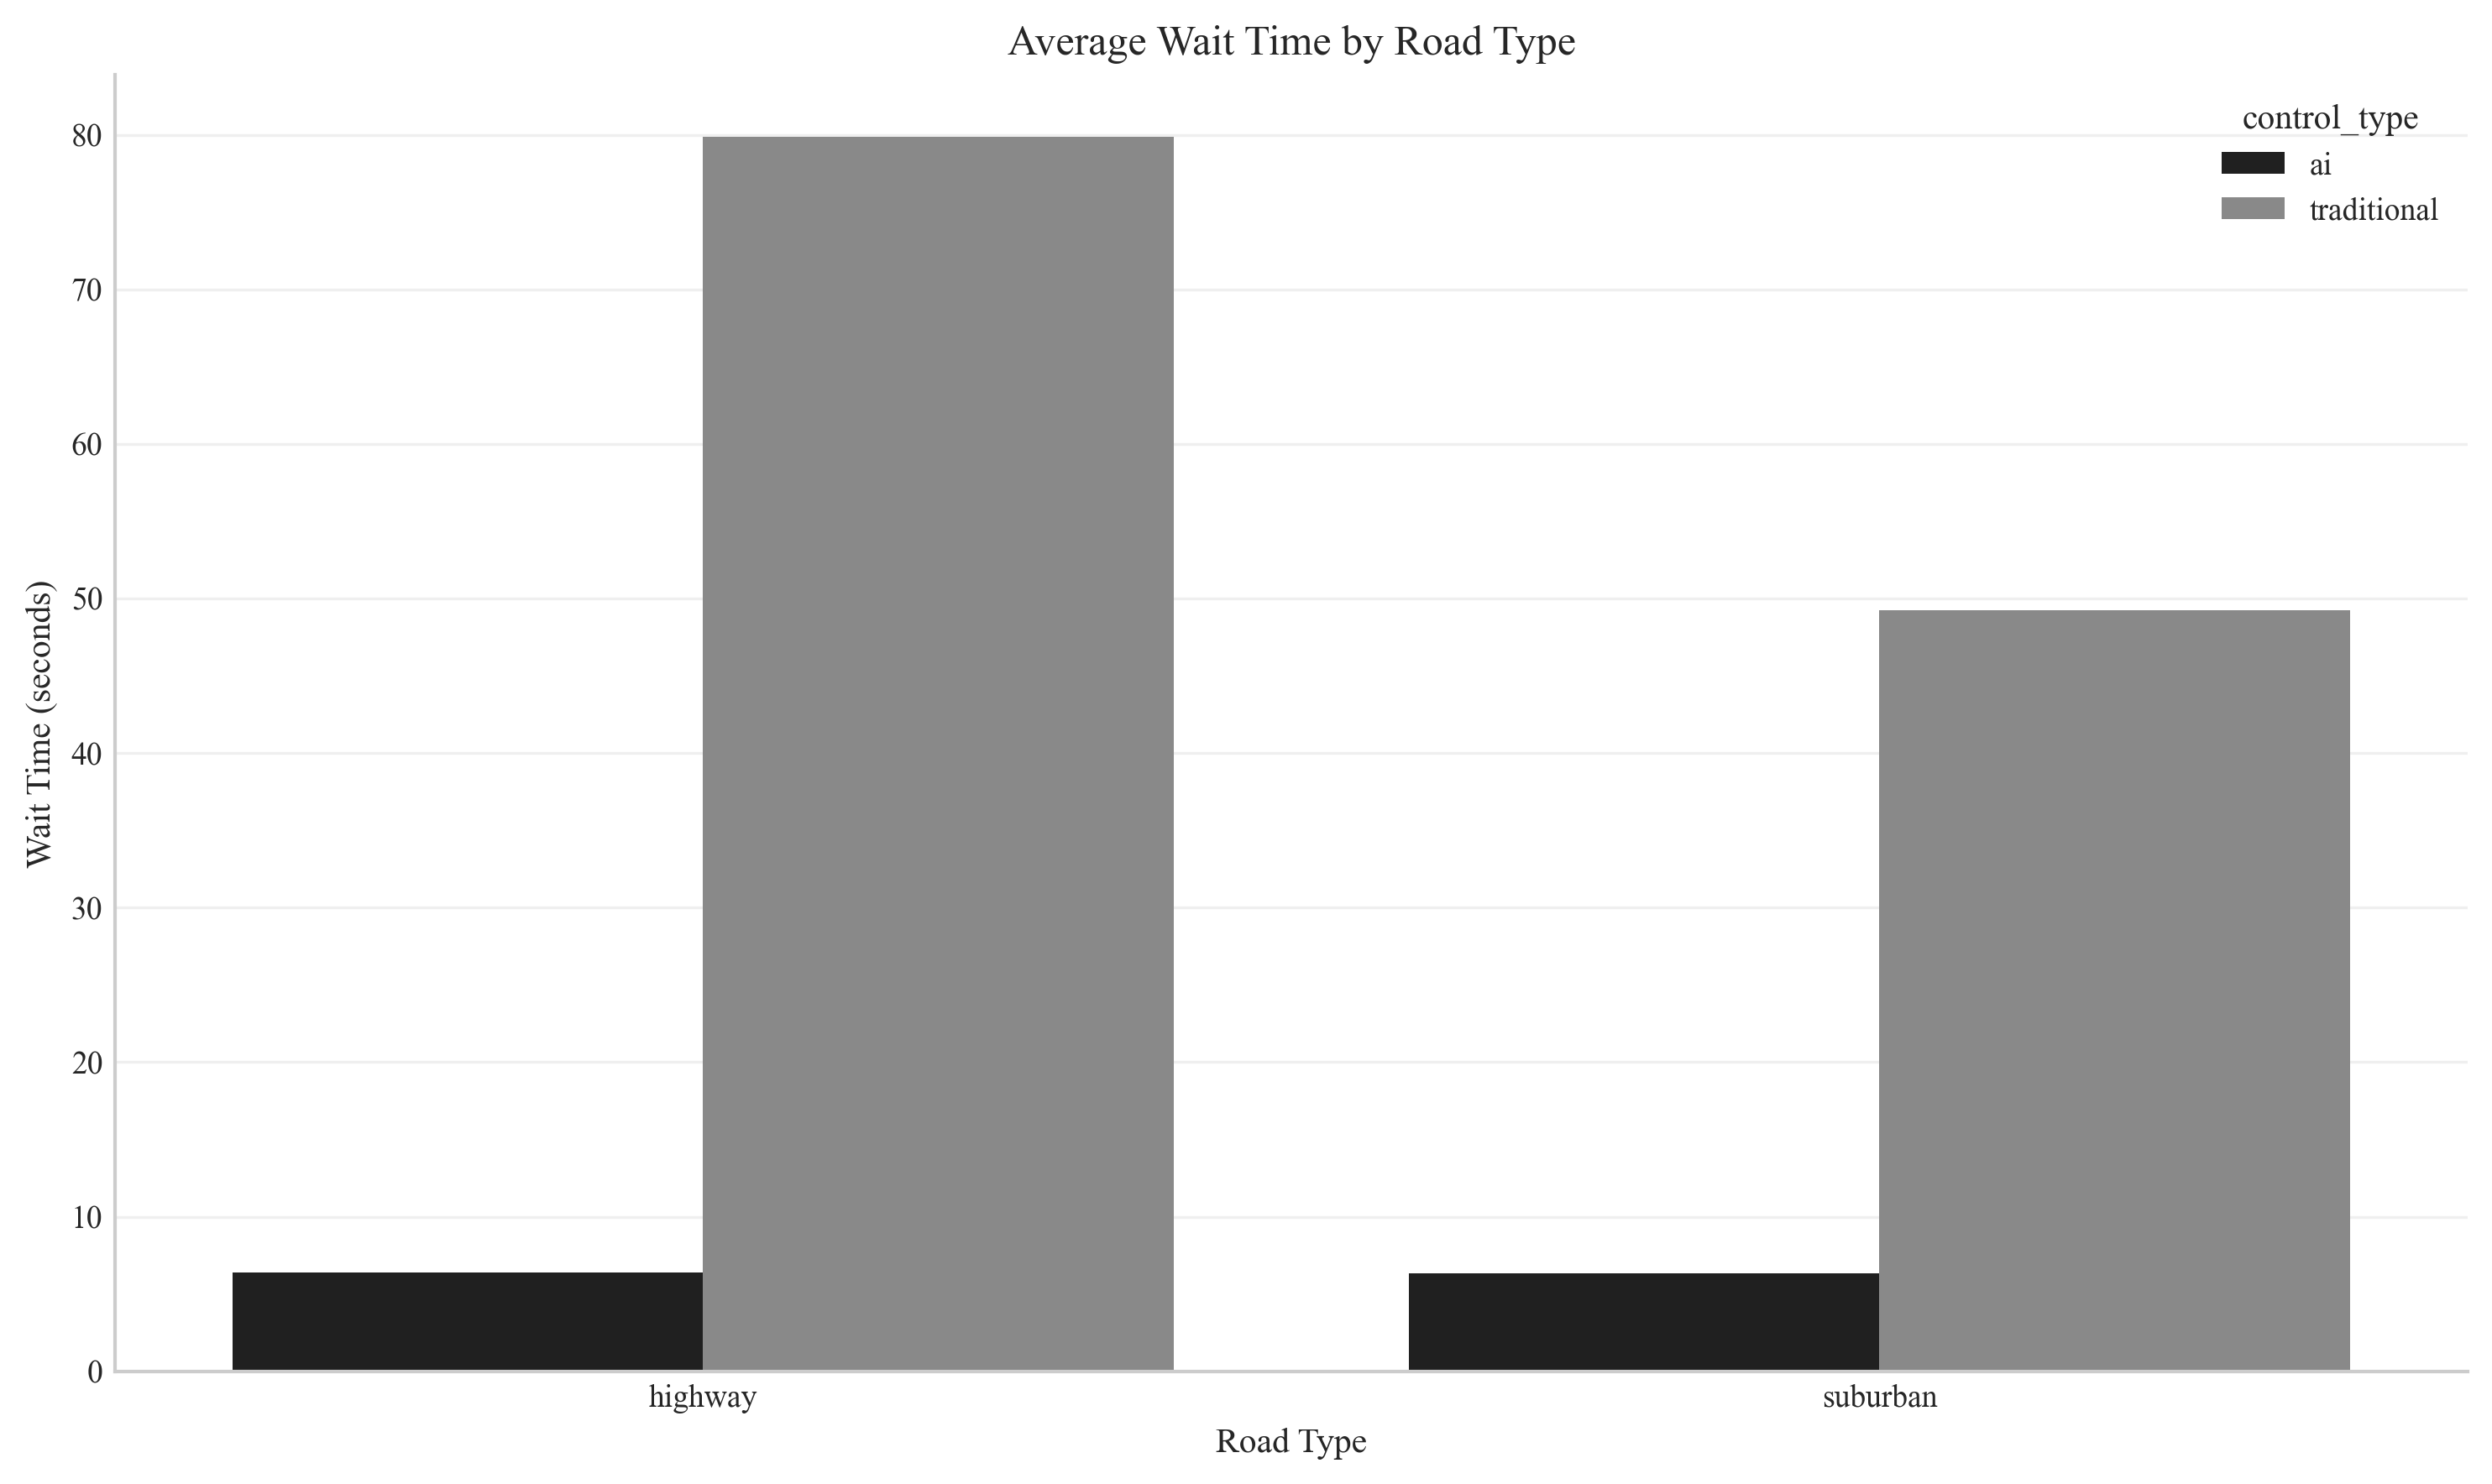 Average Wait Time by Road Type
control_type
ai
traditional
80
70
60
50
40
30
20
10
0
Wait Time (seconds)
highway
suburban
Road Type